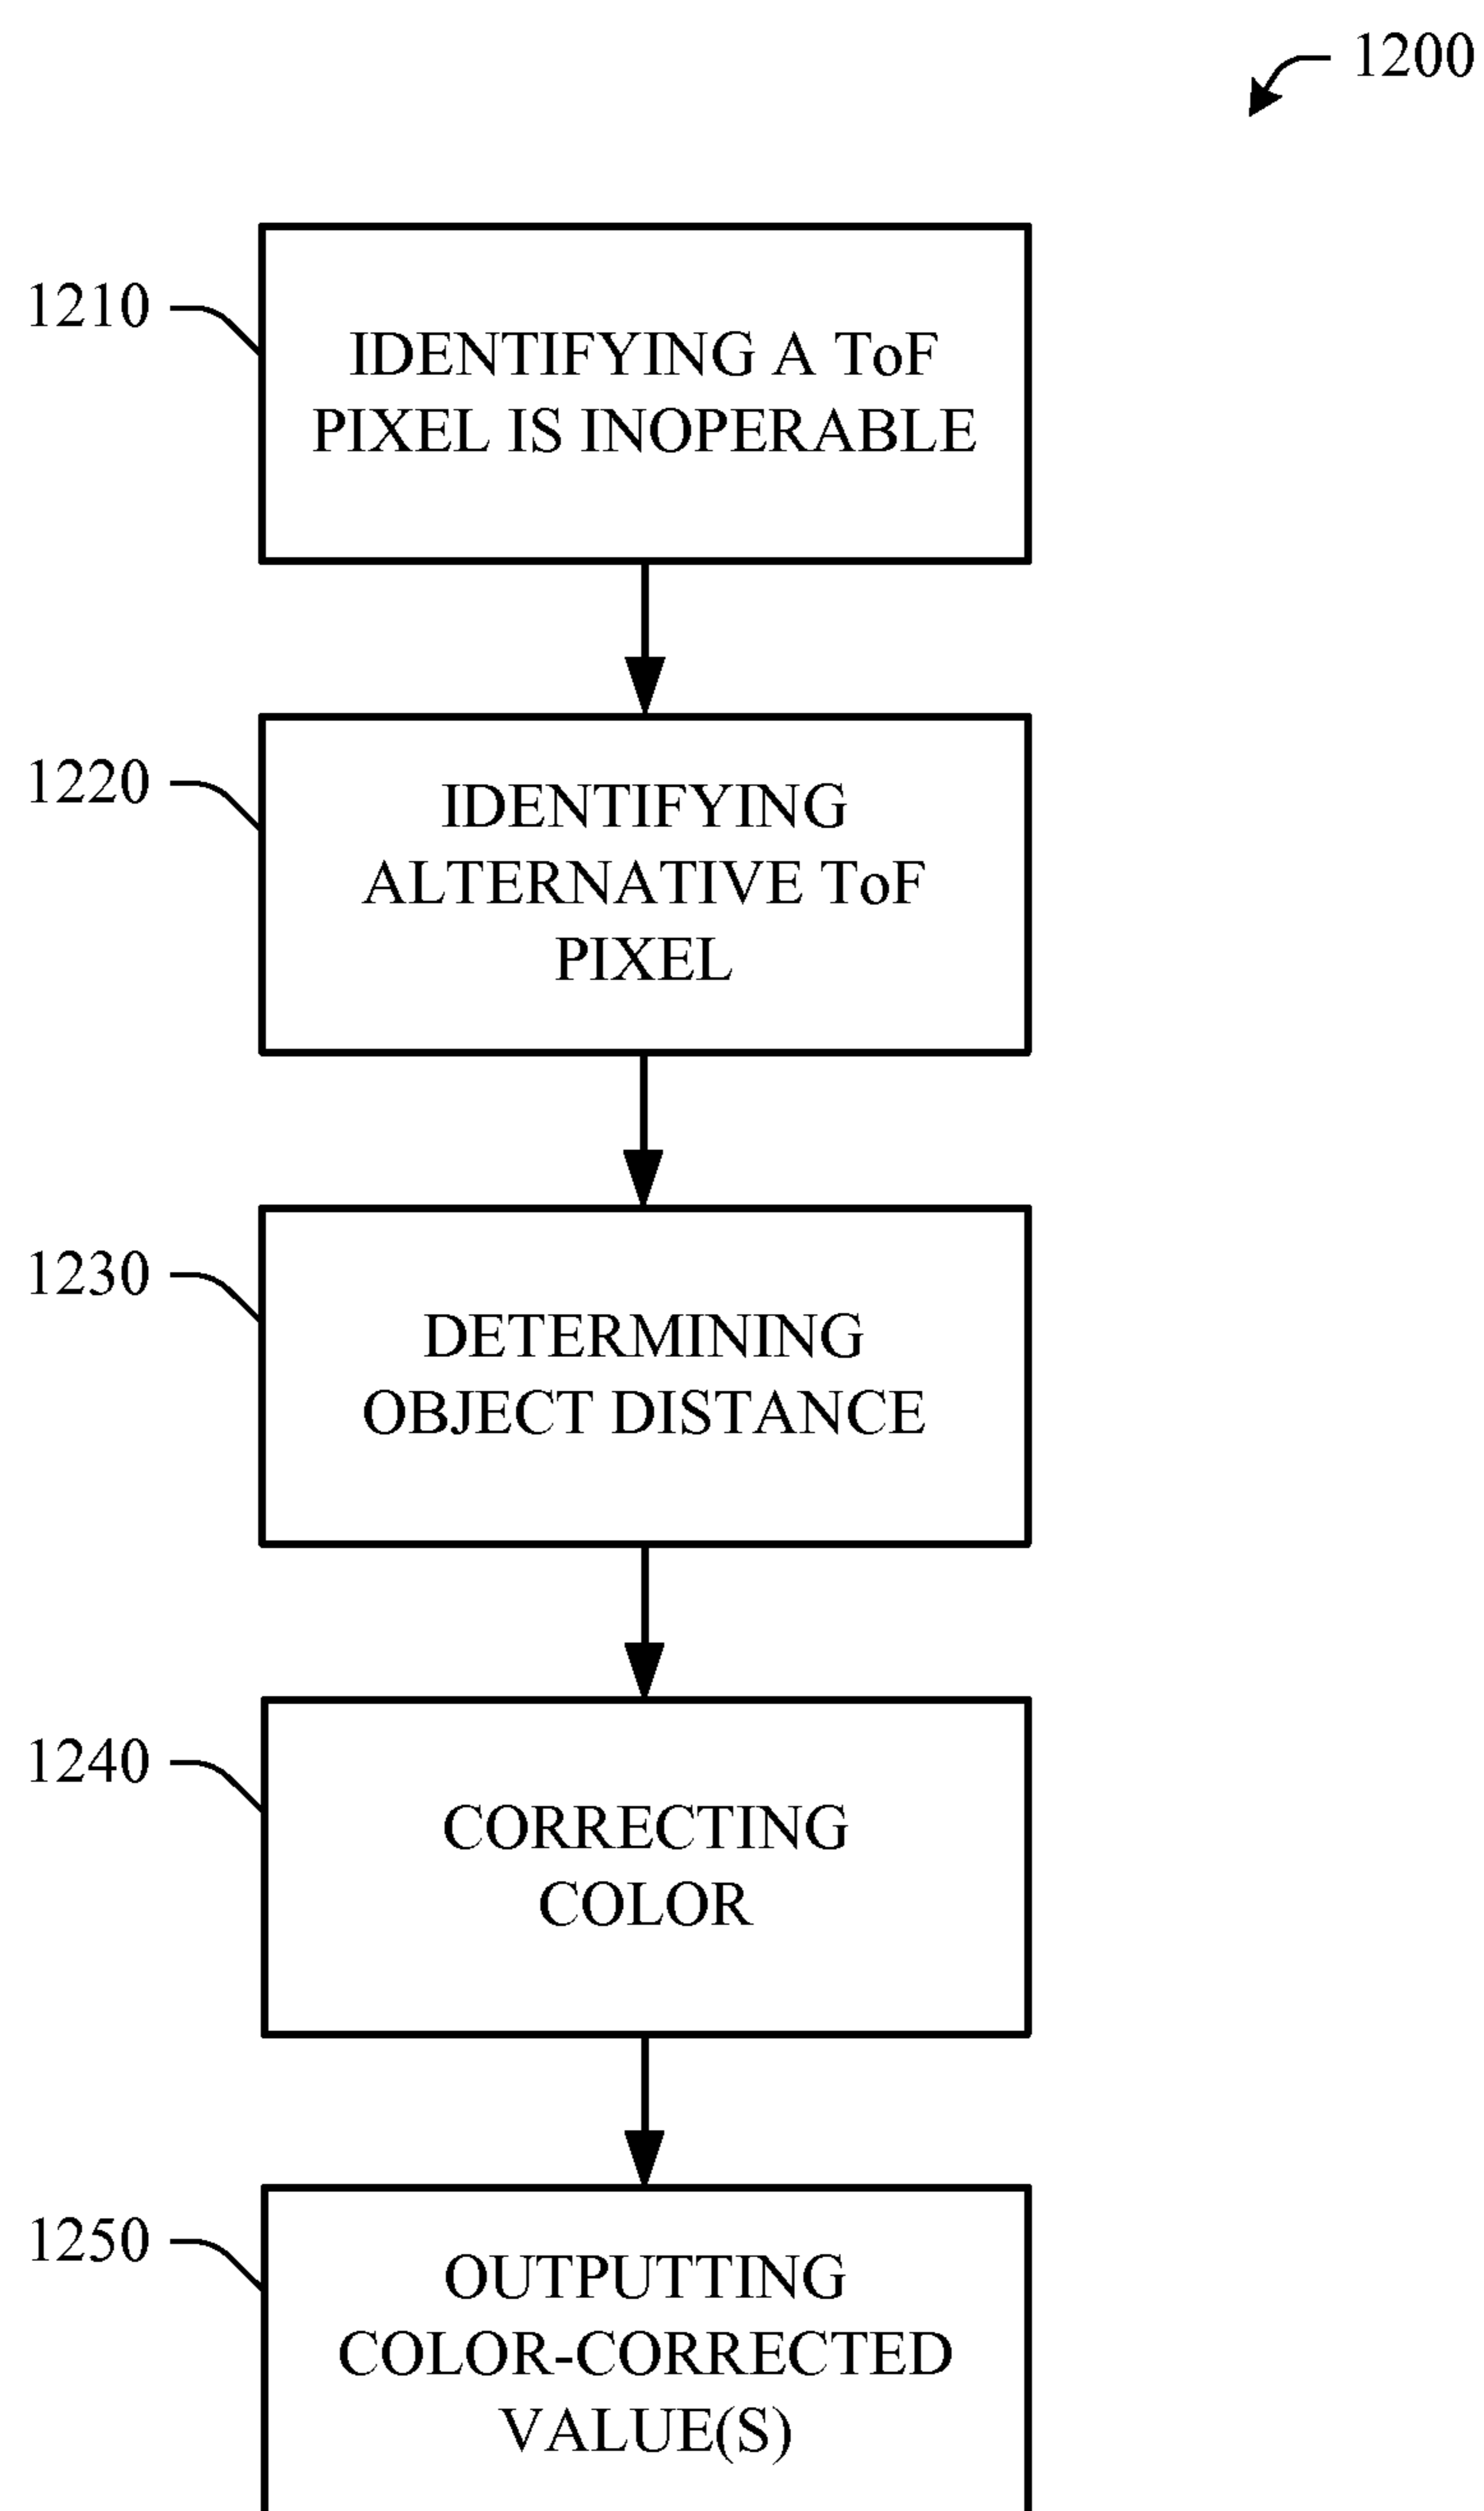 1200
1210
IDENTIFYING A ToF
PIXEL IS INOPERABLE
1220
IDENTIFYING
ALTERNATIVE ToF
PIXEL
1230
DETERMINING
OBJECT DISTANCE
1240
CORRECTING
COLOR
1250
OUTPUTTING
COLOR-CORRECTED
VALUE(S)